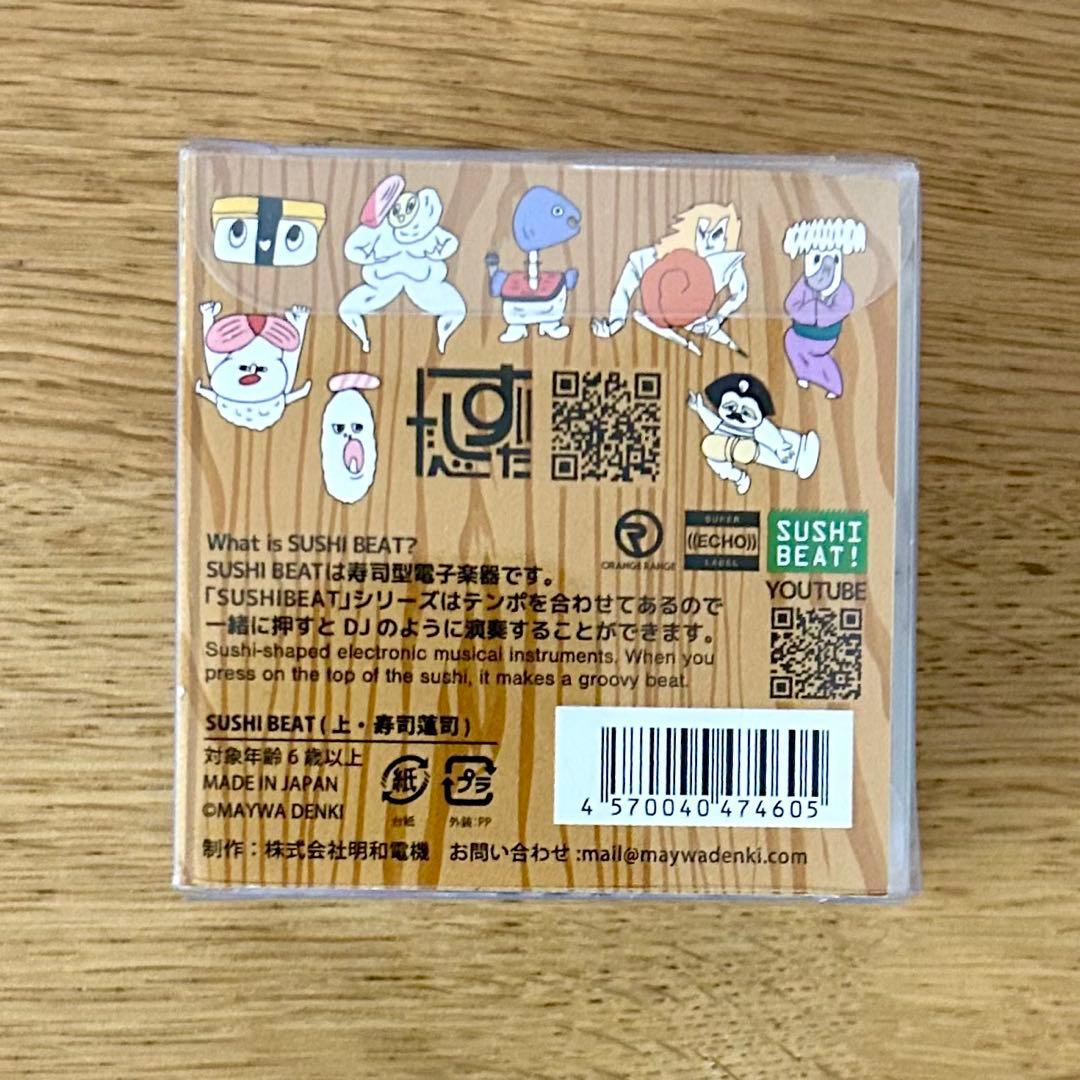 What is SUSHI BEAT?
SUSHI BEATは寿司型電子楽器です。
「SUSHIBEAT」シリーズはテンポを合わせてあるので
一緒に押すと DJ のように演奏することができます。
Sushi-shaped electronic musical instruments. When you
press on the top of the sushi, it makes a groovy beat.
ORANGE RANGE
SUPER
((ECHO))
LABEL
SUSHI
BEAT!
YOUTUBE
SUSHI BEAT ( 上・寿司蓮司 )
対象年齢 6 歳以上
MADE IN JAPAN
©MAYWA DENKI
紙
台紙
プラ
外装:PP
4 570040 474605
制作：株式会社明和電機 お問い合わせ :mail@maywadenki.com